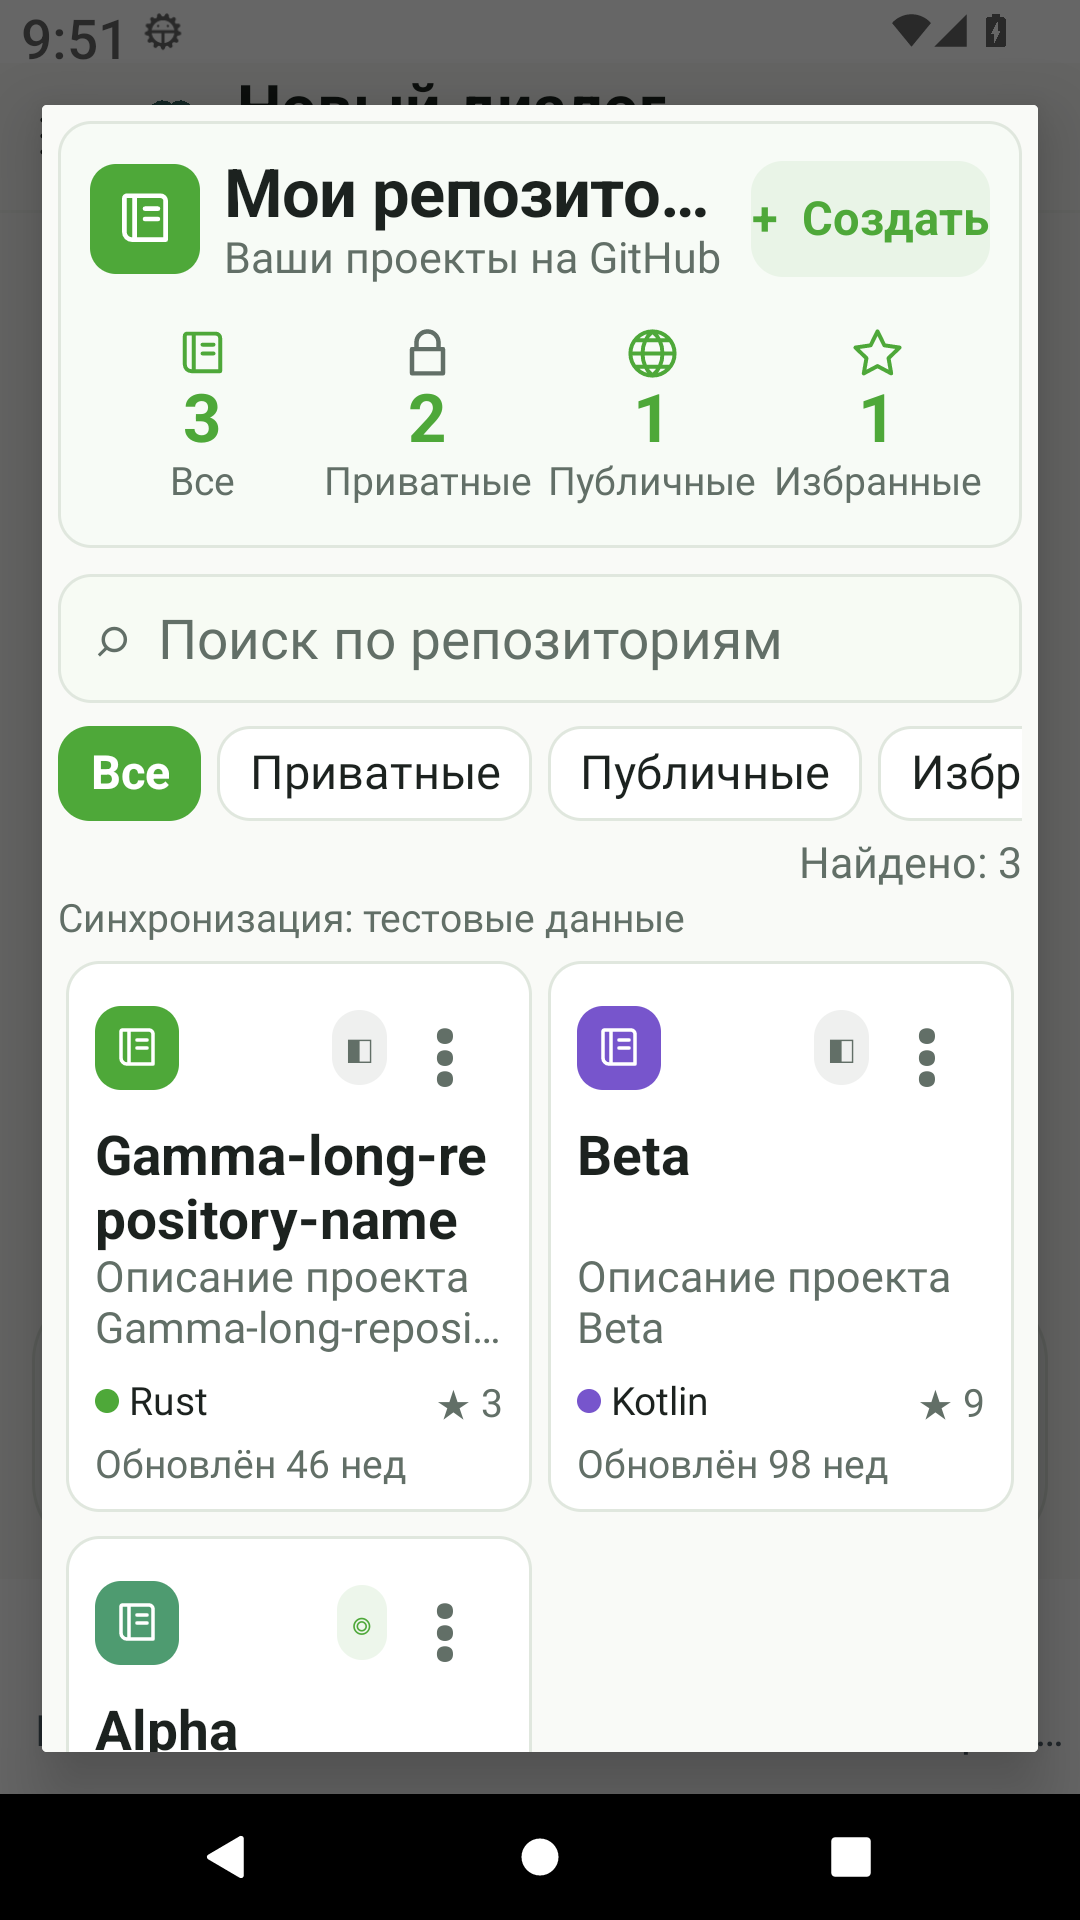 9:51
Новый диалог
Мои репозито...
Ваши проекты на GitHub
+ Создать
3
2
1
1
Все
Приватные
Публичные
Избранные
Поиск по репозиториям
Все
Приватные
Публичные
Избр
Найдено: 3
Синхронизация: тестовые данные
Gamma-long-re
pository-name
Описание проекта
Gamma-long-reposi...
Rust
★ 3
Обновлён 46 нед
Beta
Описание проекта
Beta
Kotlin
★ 9
Обновлён 98 нед
Alpha